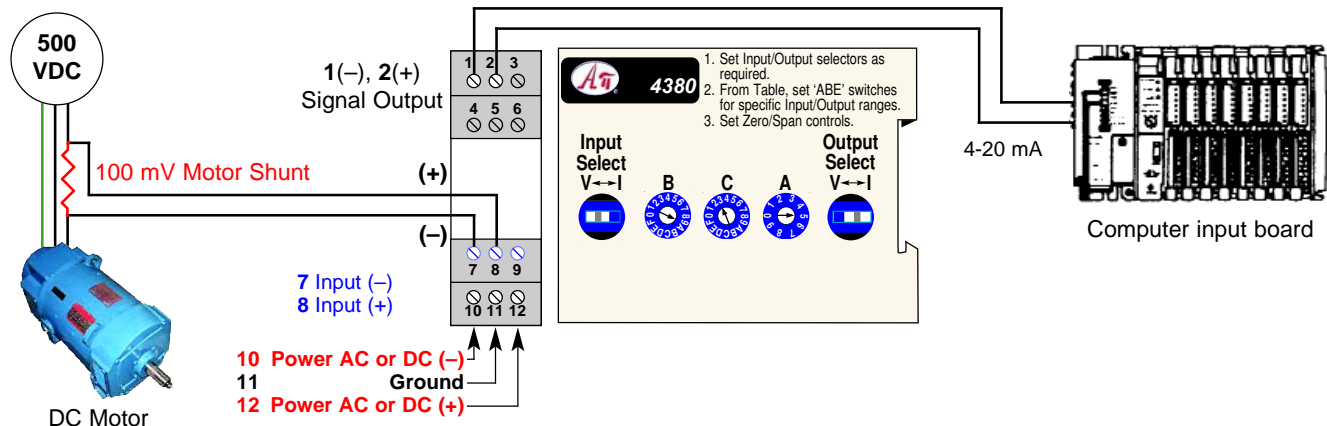 500
VDC
100 mV Motor Shunt
DC Motor
1(–), 2(+)
Signal Output
(+)
(–)
7 Input (–)
8 Input (+)
10 Power AC or DC (–)
11 Ground
12 Power AC or DC (+)
1 2 3
4 5 6
7 8 9
10 11 12
4380
1. Set Input/Output selectors as
required.
2. From Table, set 'ABE' switches
for specific Input/Output ranges.
3. Set Zero/Span controls.
Input
Select
V↔I
B
0123456789ABCDEF
C
0123456789ABCDEF
A
0123456789
Output
Select
V↔I
4-20 mA
Computer input board